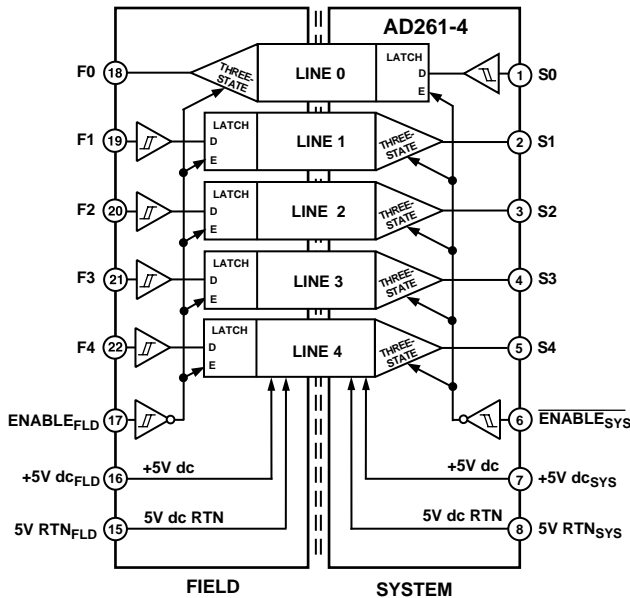 AD261-4
F0 18 THREE-STATE LINE 0 LATCH D E 1 S0
F1 19 LATCH D E LINE 1 THREE-STATE 2 S1
F2 20 LATCH D E LINE 2 THREE-STATE 3 S2
F3 21 LATCH D E LINE 3 THREE-STATE 4 S3
F4 22 LATCH D E LINE 4 THREE-STATE 5 S4
ENABLEFLD 17 6 ENABLESYS
+5V dcFLD 16 +5V dc +5V dc 7 +5V dcSYS
5V RTNFLD 15 5V dc RTN 5V dc RTN 8 5V RTNSYS
FIELD SYSTEM